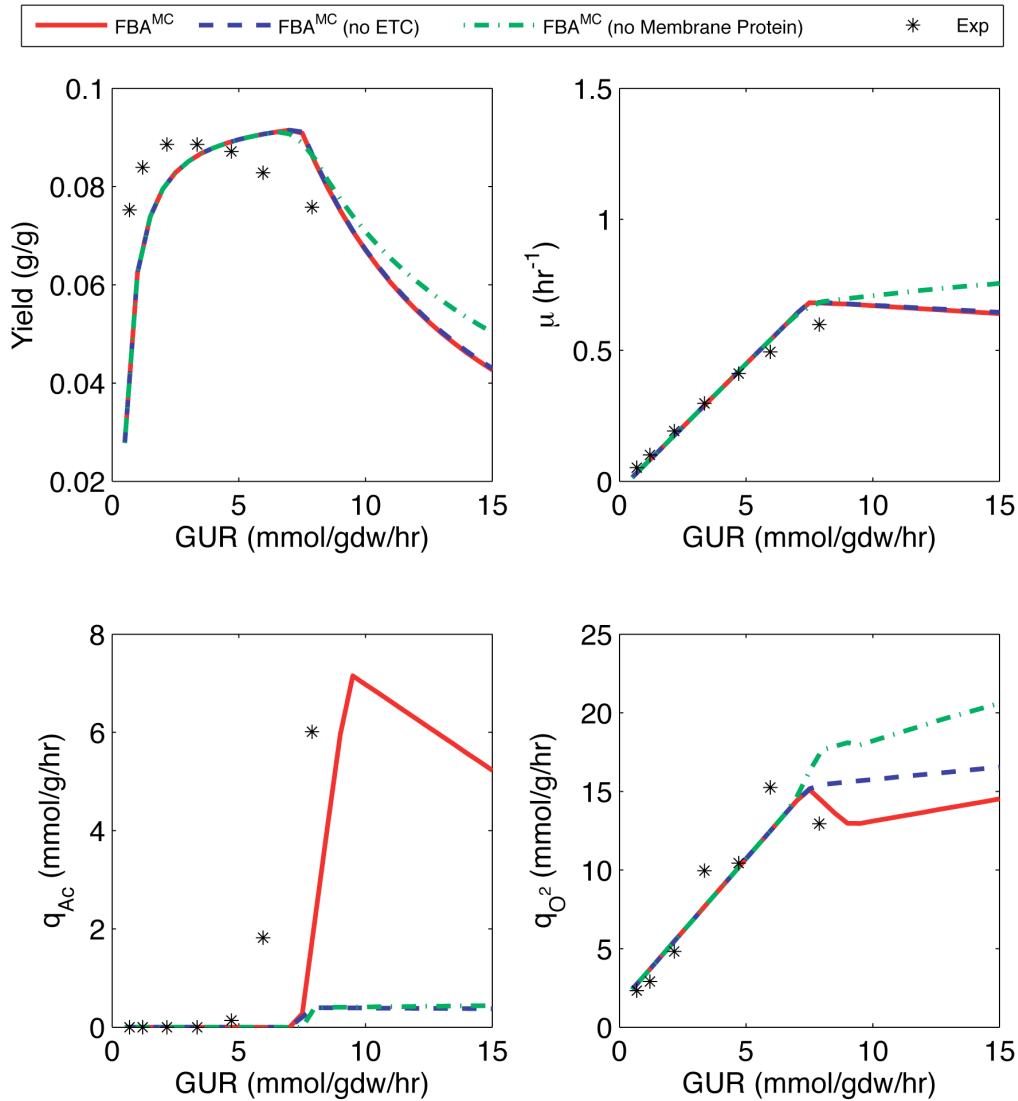 FBA^MC FBA^MC (no ETC) FBA^MC (no Membrane Protein) Exp
0.1
0.08
0.06
0.04
0.02
Yield (g/g)
0 5 10 15
GUR (mmol/gdw/hr)
1.5
1
0.5
0
μ (hr^-1)
0 5 10 15
GUR (mmol/gdw/hr)
8
6
4
2
0
q_Ac (mmol/g/hr)
0 5 10 15
GUR (mmol/gdw/hr)
25
20
15
10
5
0
q_O^2 (mmol/g/hr)
0 5 10 15
GUR (mmol/gdw/hr)